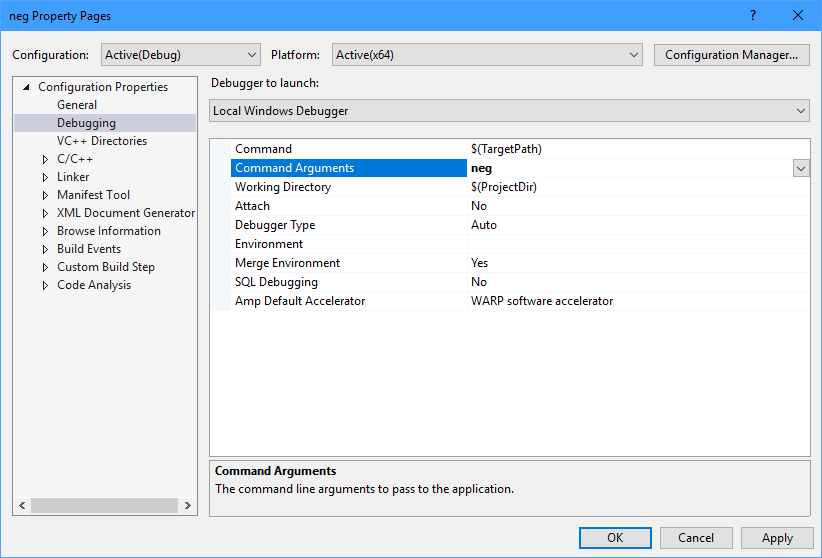 neg Property Pages
?
Configuration: Active(Debug) Platform: Active(x64) Configuration Manager...
Configuration Properties
General
Debugging
VC++ Directories
C/C++
Linker
Manifest Tool
XML Document Generator
Browse Information
Build Events
Custom Build Step
Code Analysis
Debugger to launch:
Local Windows Debugger
Command $(TargetPath)
Command Arguments neg
Working Directory $(ProjectDir)
Attach No
Debugger Type Auto
Environment
Merge Environment Yes
SQL Debugging No
Amp Default Accelerator WARP software accelerator
Command Arguments
The command line arguments to pass to the application.
OK Cancel Apply